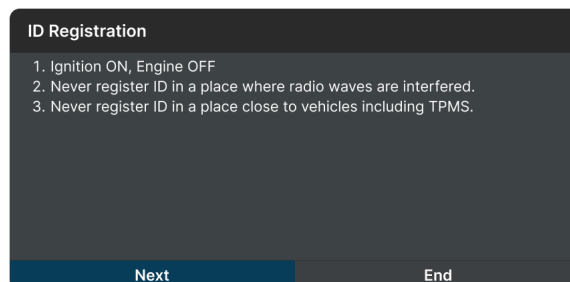 ID Registration
1. Ignition ON, Engine OFF
2. Never register ID in a place where radio waves are interfered.
3. Never register ID in a place close to vehicles including TPMS.
Next
End